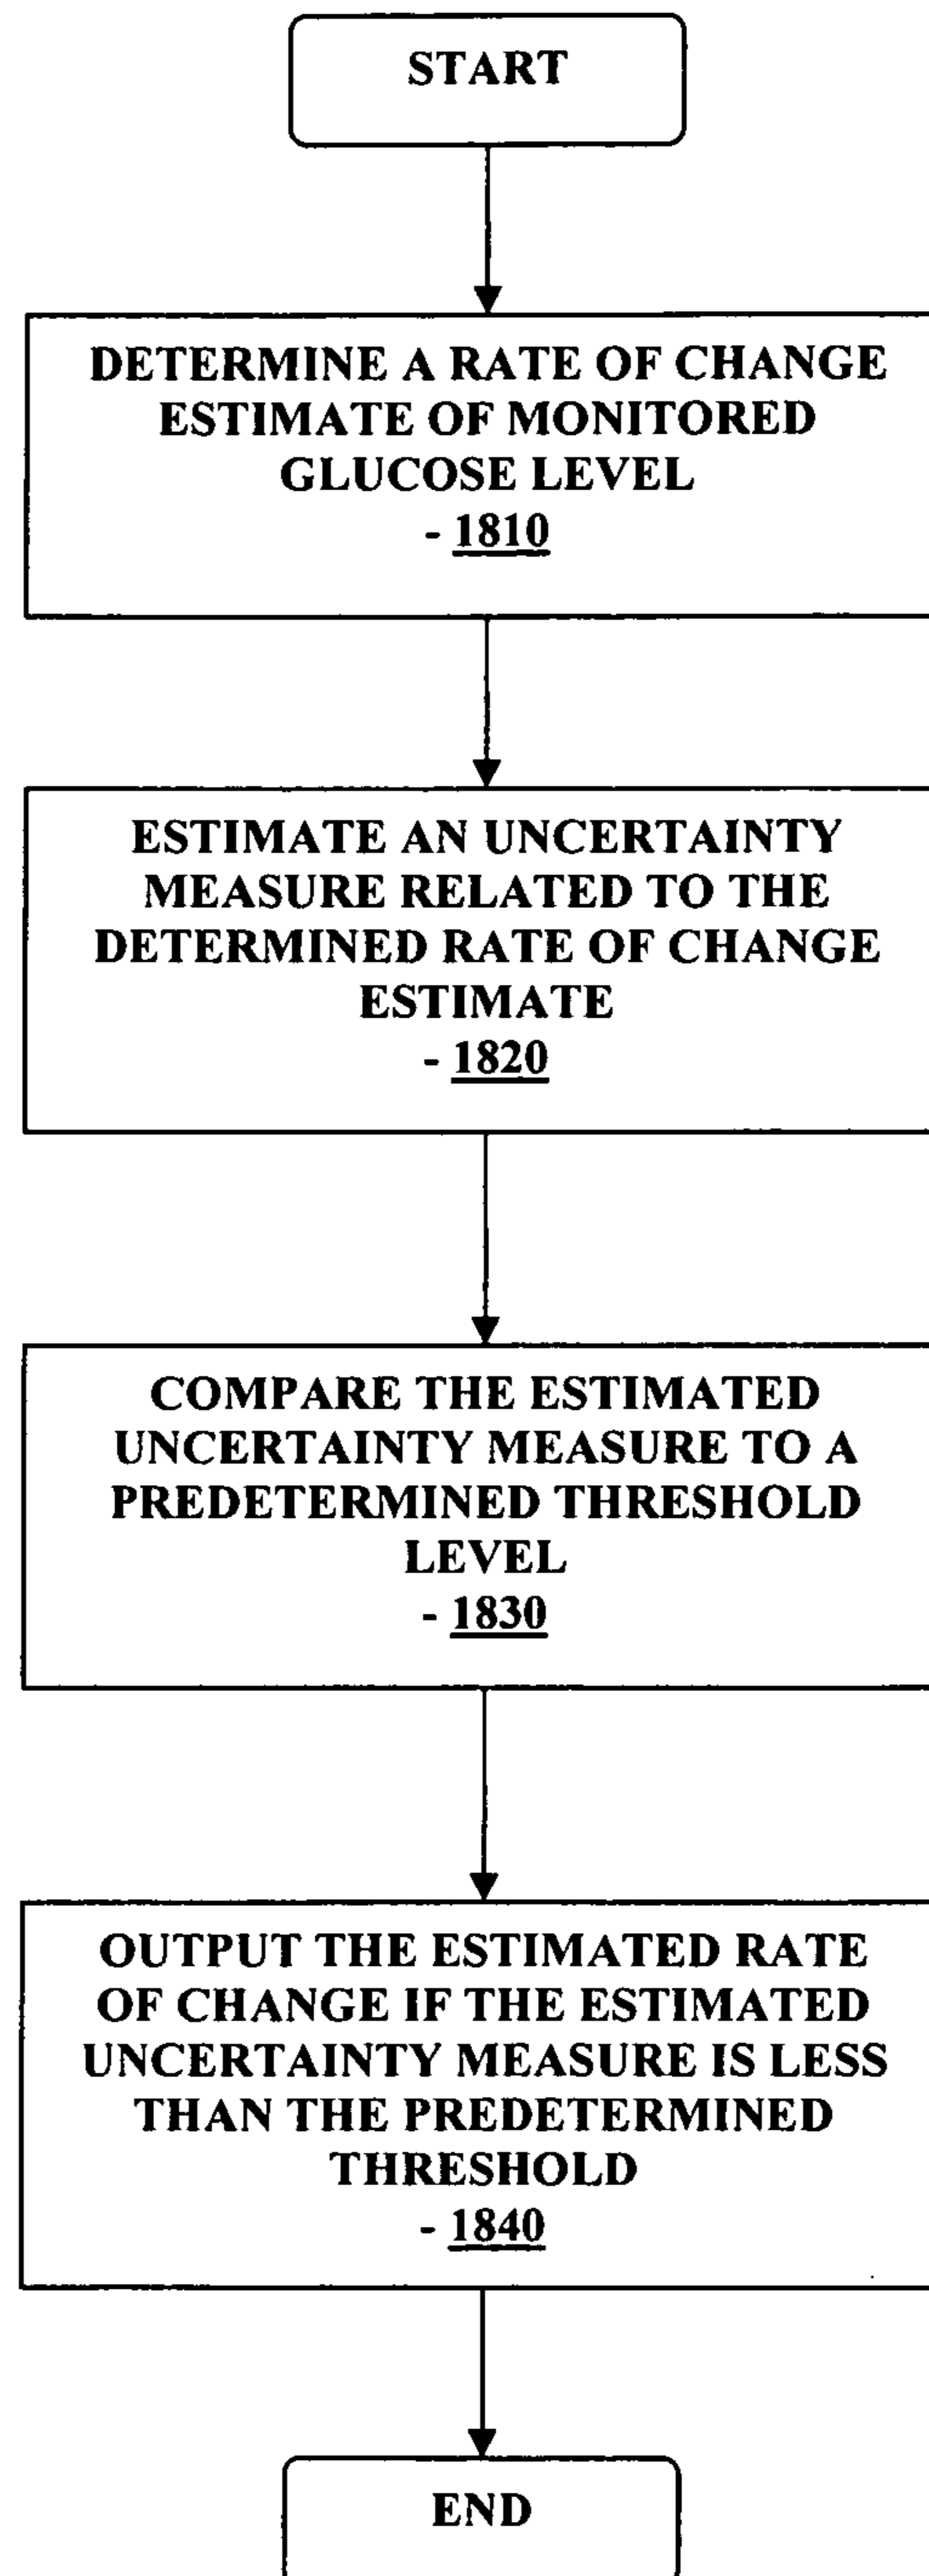 START
DETERMINE A RATE OF CHANGE
ESTIMATE OF MONITORED
GLUCOSE LEVEL
- 1810
ESTIMATE AN UNCERTAINTY
MEASURE RELATED TO THE
DETERMINED RATE OF CHANGE
ESTIMATE
- 1820
COMPARE THE ESTIMATED
UNCERTAINTY MEASURE TO A
PREDETERMINED THRESHOLD
LEVEL
- 1830
OUTPUT THE ESTIMATED RATE
OF CHANGE IF THE ESTIMATED
UNCERTAINTY MEASURE IS LESS
THAN THE PREDETERMINED
THRESHOLD
- 1840
END